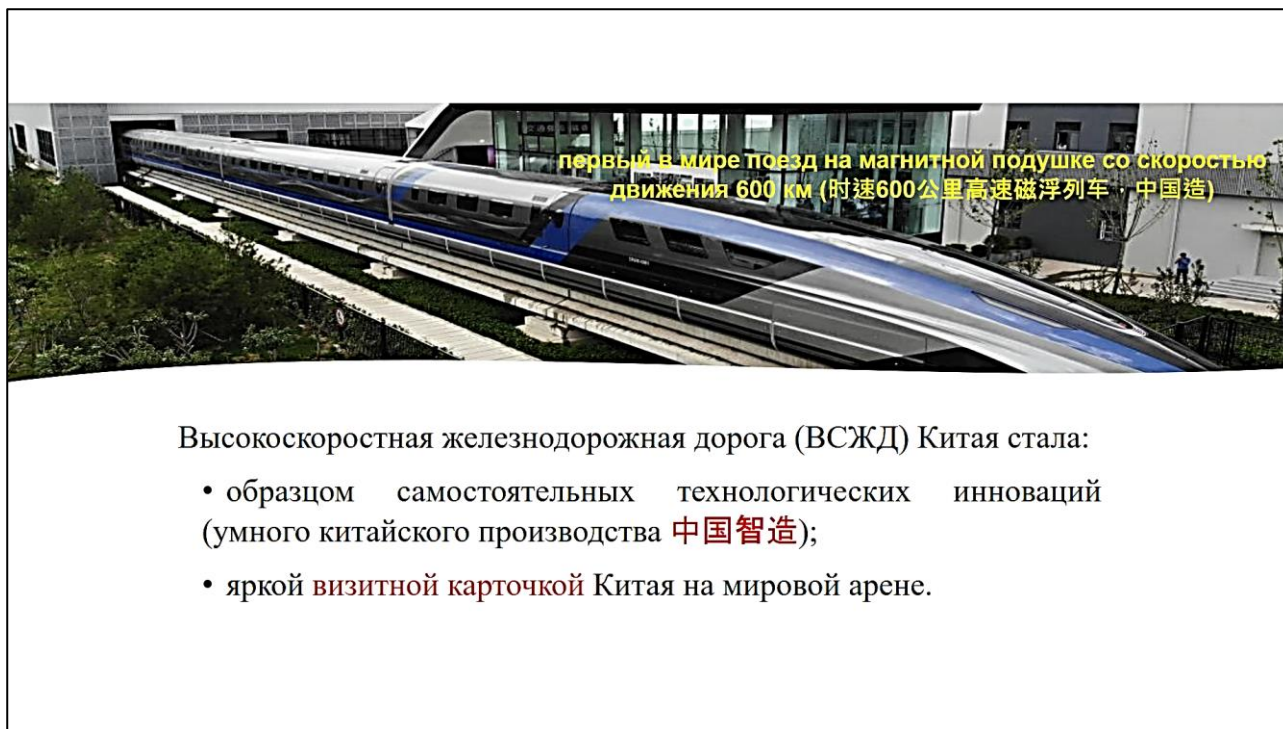 первый в мире поезд на магнитной подушке со скоростью
движения 600 км (时速600公里高速磁浮列车，中国造)
Высокоскоростная железнодорожная дорога (ВСЖД) Китая стала:
• образцом самостоятельных технологических инноваций
(умного китайского производства 中国智造);
• яркой визитной карточкой Китая на мировой арене.